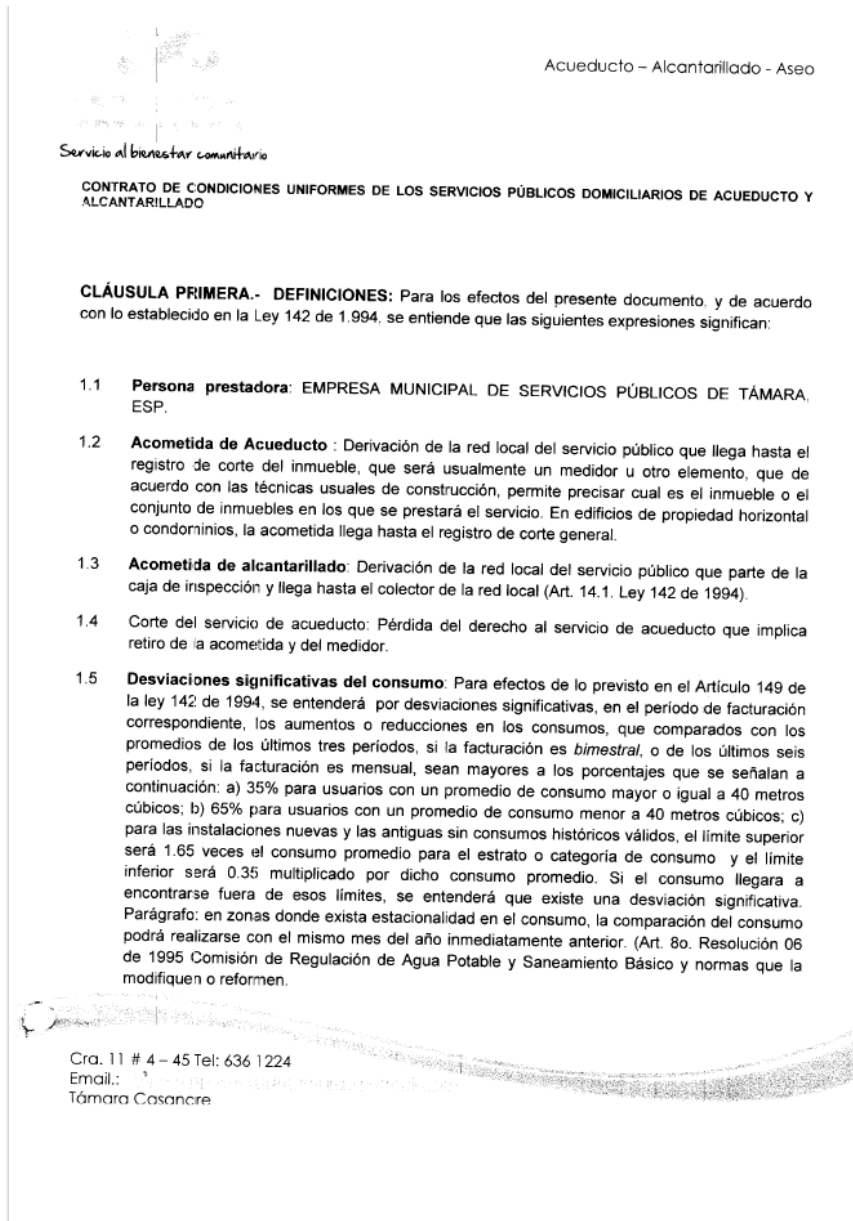 Acueducto – Alcantarillado - Aseo
Servicio al bienestar comunitario
CONTRATO DE CONDICIONES UNIFORMES DE LOS SERVICIOS PÚBLICOS DOMICILIARIOS DE ACUEDUCTO Y
ALCANTARILLADO
CLÁUSULA PRIMERA.- DEFINICIONES: Para los efectos del presente documento, y de acuerdo
con lo establecido en la Ley 142 de 1.994, se entiende que las siguientes expresiones significan:
1.1 Persona prestadora: EMPRESA MUNICIPAL DE SERVICIOS PÚBLICOS DE TÁMARA,
ESP.
1.2 Acometida de Acueducto : Derivación de la red local del servicio público que llega hasta el
registro de corte del inmueble, que será usualmente un medidor u otro elemento, que de
acuerdo con las técnicas usuales de construcción, permite precisar cual es el inmueble o el
conjunto de inmuebles en los que se prestará el servicio. En edificios de propiedad horizontal
o condominios, la acometida llega hasta el registro de corte general.
1.3 Acometida de alcantarillado: Derivación de la red local del servicio público que parte de la
caja de inspección y llega hasta el colector de la red local (Art. 14.1. Ley 142 de 1994).
1.4 Corte del servicio de acueducto: Pérdida del derecho al servicio de acueducto que implica
retiro de la acometida y del medidor.
1.5 Desviaciones significativas del consumo: Para efectos de lo previsto en el Artículo 149 de
la ley 142 de 1994, se entenderá por desviaciones significativas, en el período de facturación
correspondiente, los aumentos o reducciones en los consumos, que comparados con los
promedios de los últimos tres períodos, si la facturación es bimestral, o de los últimos seis
períodos, si la facturación es mensual, sean mayores a los porcentajes que se señalan a
continuación: a) 35% para usuarios con un promedio de consumo mayor o igual a 40 metros
cúbicos; b) 65% para usuarios con un promedio de consumo menor a 40 metros cúbicos; c)
para las instalaciones nuevas y las antiguas sin consumos históricos válidos, el límite superior
será 1.65 veces el consumo promedio para el estrato o categoría de consumo y el límite
inferior será 0.35 multiplicado por dicho consumo promedio. Si el consumo llegara a
encontrarse fuera de esos límites, se entenderá que existe una desviación significativa.
Parágrafo: en zonas donde exista estacionalidad en el consumo, la comparación del consumo
podrá realizarse con el mismo mes del año inmediatamente anterior. (Art. 8o. Resolución 06
de 1995 Comisión de Regulación de Agua Potable y Saneamiento Básico y normas que la
modifiquen o reformen.
Cra. 11 # 4 – 45 Tel: 636 1224
Email.:
Támara Casanare